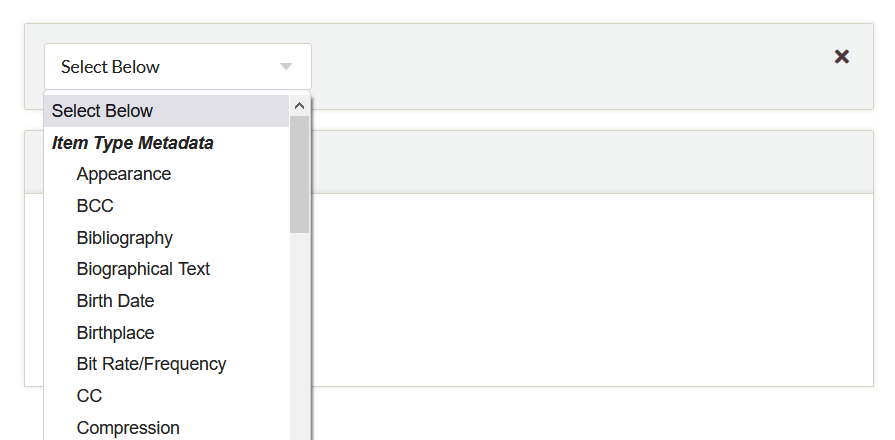 Select Below
Select Below
Item Type Metadata
Appearance
BCC
Bibliography
Biographical Text
Birth Date
Birthplace
Bit Rate/Frequency
CC
Compression